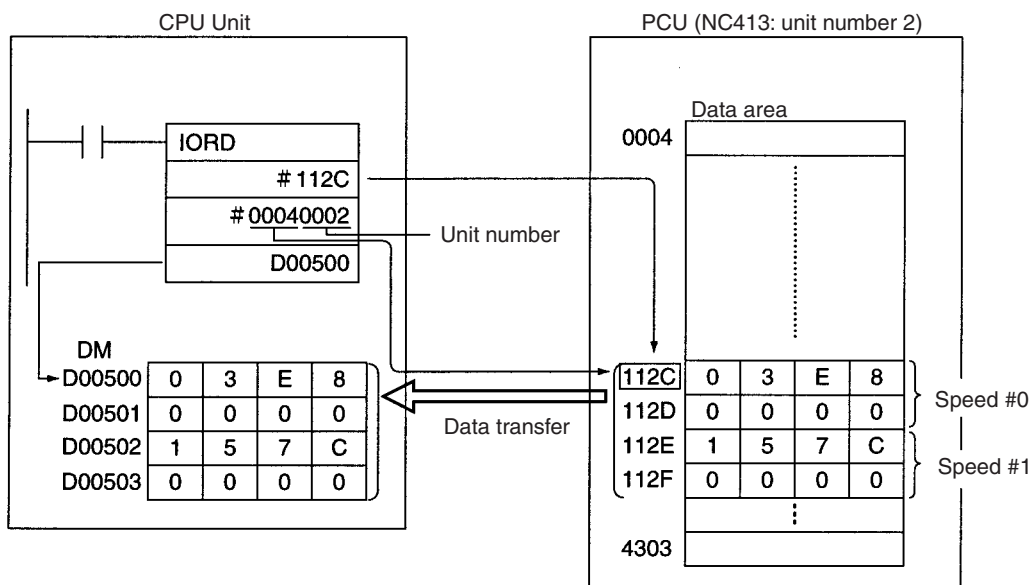 CPU Unit
PCU (NC413: unit number 2)
IORD
#112C
#00040002
Unit number
D00500
DM
D00500 0 3 E 8
D00501 0 0 0 0
D00502 1 5 7 C
D00503 0 0 0 0
Data transfer
Data area
0004
112C 0 3 E 8
112D 0 0 0 0
112E 1 5 7 C
112F 0 0 0 0
Speed #0
Speed #1
4303